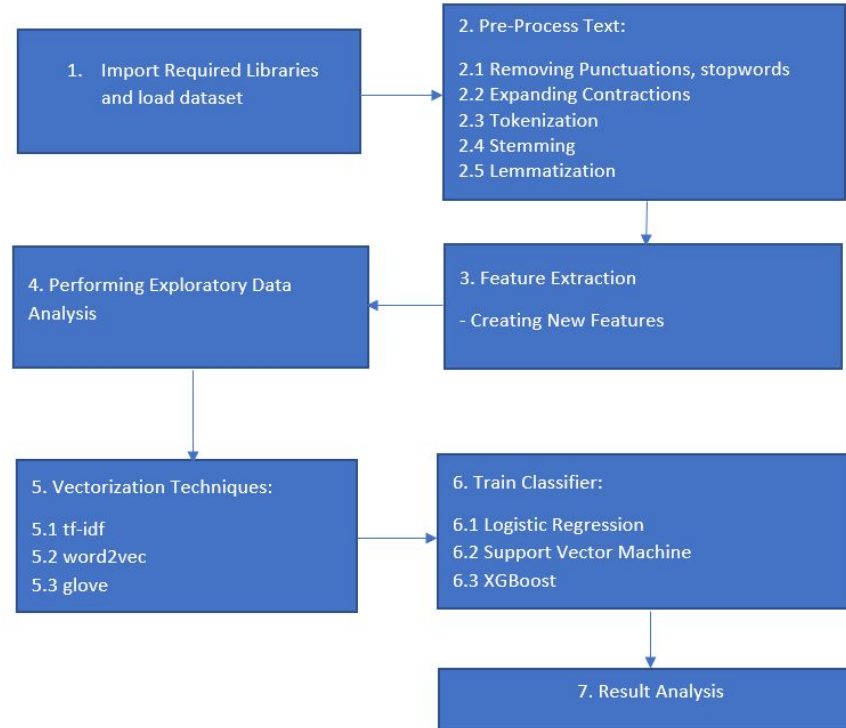 1. Import Required Libraries
and load dataset
2. Pre-Process Text:
2.1 Removing Punctuations, stopwords
2.2 Expanding Contractions
2.3 Tokenization
2.4 Stemming
2.5 Lemmatization
3. Feature Extraction
- Creating New Features
4. Performing Exploratory Data
Analysis
5. Vectorization Techniques:
5.1 tf-idf
5.2 word2vec
5.3 glove
6. Train Classifier:
6.1 Logistic Regression
6.2 Support Vector Machine
6.3 XGBoost
7. Result Analysis